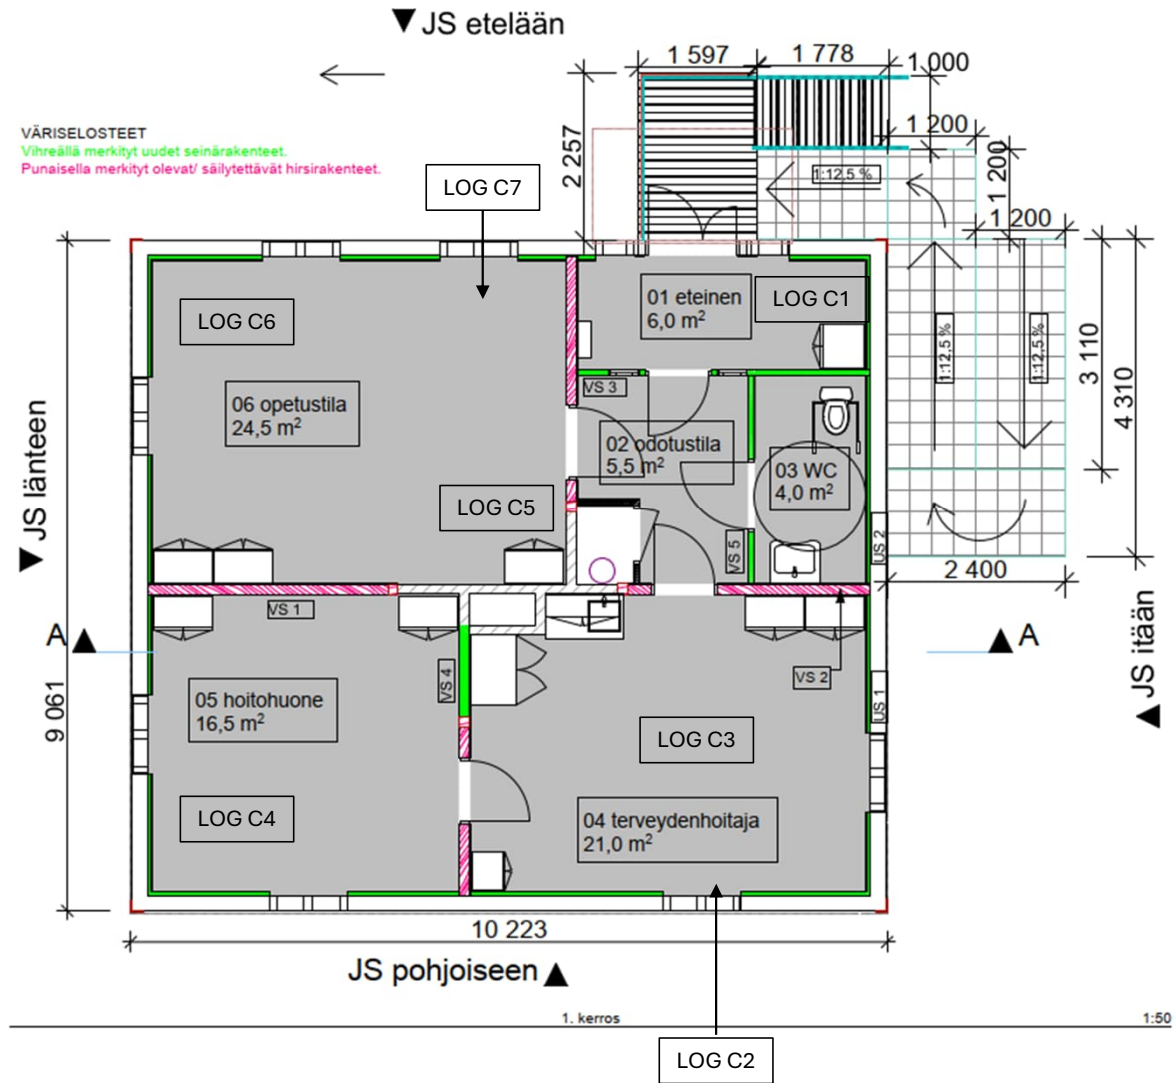 ▼ JS etelään
1 597
1 778
1 000
1 200
1 200
1 200
2 257
1:12,5 %
VÄRISELOSTEET
Vihreällä merkityt uudet seinärakenteet.
Punaisella merkityt olevat/ säilytettävät hirsirakenteet.
LOG C7
LOG C6
01 eteinen
6,0 m²
LOG C1
1:12,5 %
1:12,5 %
3 110
4 310
VS 3
06 opetustila
24,5 m²
02 odotustila
5,5 m²
03 WC
4,0 m²
▼ JS länteen
LOG C5
VS 5
US 2
2 400
VS 1
A
A
VS 4
VS 2
US 1
▲ JS itään
9 061
05 hoitohuone
16,5 m²
LOG C3
LOG C4
04 terveydenhoitaja
21,0 m²
10 223
JS pohjoiseen ▲
1. kerros
1:50
LOG C2